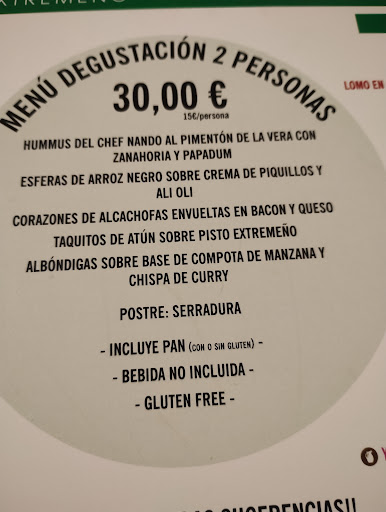 EXTREMEÑO
MENÚ DEGUSTACIÓN 2 PERSONAS
30,00 €
15€/persona
LOMO EN
HUMMUS DEL CHEF NANDO AL PIMENTÓN DE LA VERA CON
ZANAHORIA Y PAPADUM
ESFERAS DE ARROZ NEGRO SOBRE CREMA DE PIQUILLOS Y
ALI OLI
CORAZONES DE ALCACHOFAS ENVUELTAS EN BACON Y QUESO
TAQUITOS DE ATÚN SOBRE PISTO EXTREMEÑO
ALBÓNDIGAS SOBRE BASE DE COMPOTA DE MANZANA Y
CHISPA DE CURRY
POSTRE: SERRADURA
- INCLUYE PAN (CON O SIN GLUTEN) -
- BEBIDA NO INCLUIDA -
- GLUTEN FREE -
SUGERENCIAS!!